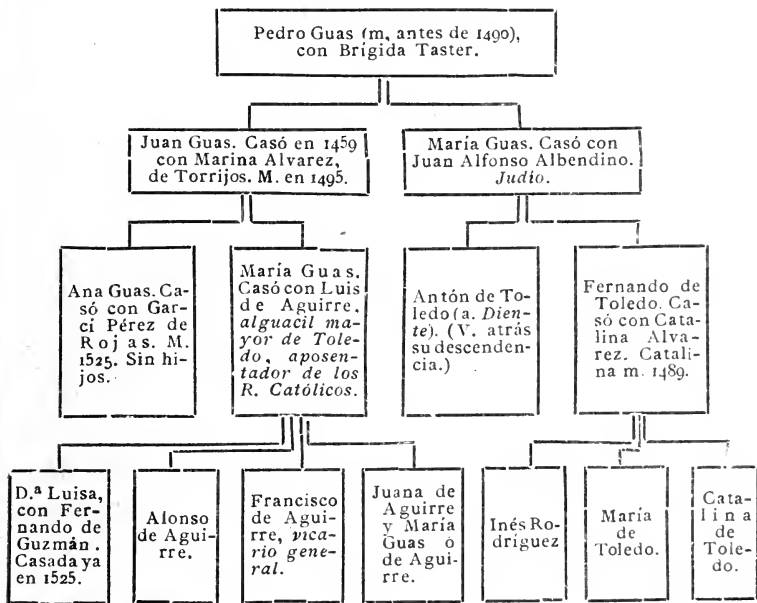 Pedro Guas (m, antes de 1490),
con Brígida Taster.
Juan Guas. Casó en 1459
con Marina Alvarez,
de Torrijos. M. en 1495.
María Guas. Casó con
Juan Alfonso Albendino.
Judío.
Ana Guas. Ca-
só con Gar-
cí Pérez de
Rojas. M.
1525. Sin hi-
jos.
María Guas.
Casó con Luis
de Aguirre,
alguacil ma-
yor de Tole-
do, aposen-
tador de los
R. Católicos.
Antón de To-
ledo (a. Dien-
te). (V. atrás
su descenden-
cia.)
Fernando de
Toledo. Ca-
só con Cata-
lina Alva-
rez. Catali-
na m. 1489.
D.ª Luisa,
con Fer-
nando de
Guzmán.
Casada ya
en 1525.
Alonso
de Agui-
rre.
Francisco
de Agui-
rre, vica-
rio gene-
ral.
Juana de
Aguirre
y María
Guas ó
de Agui-
rre.
Inés Ro-
dríguez
María
de
Toledo.
Cata-
lina
de
Tole-
do.